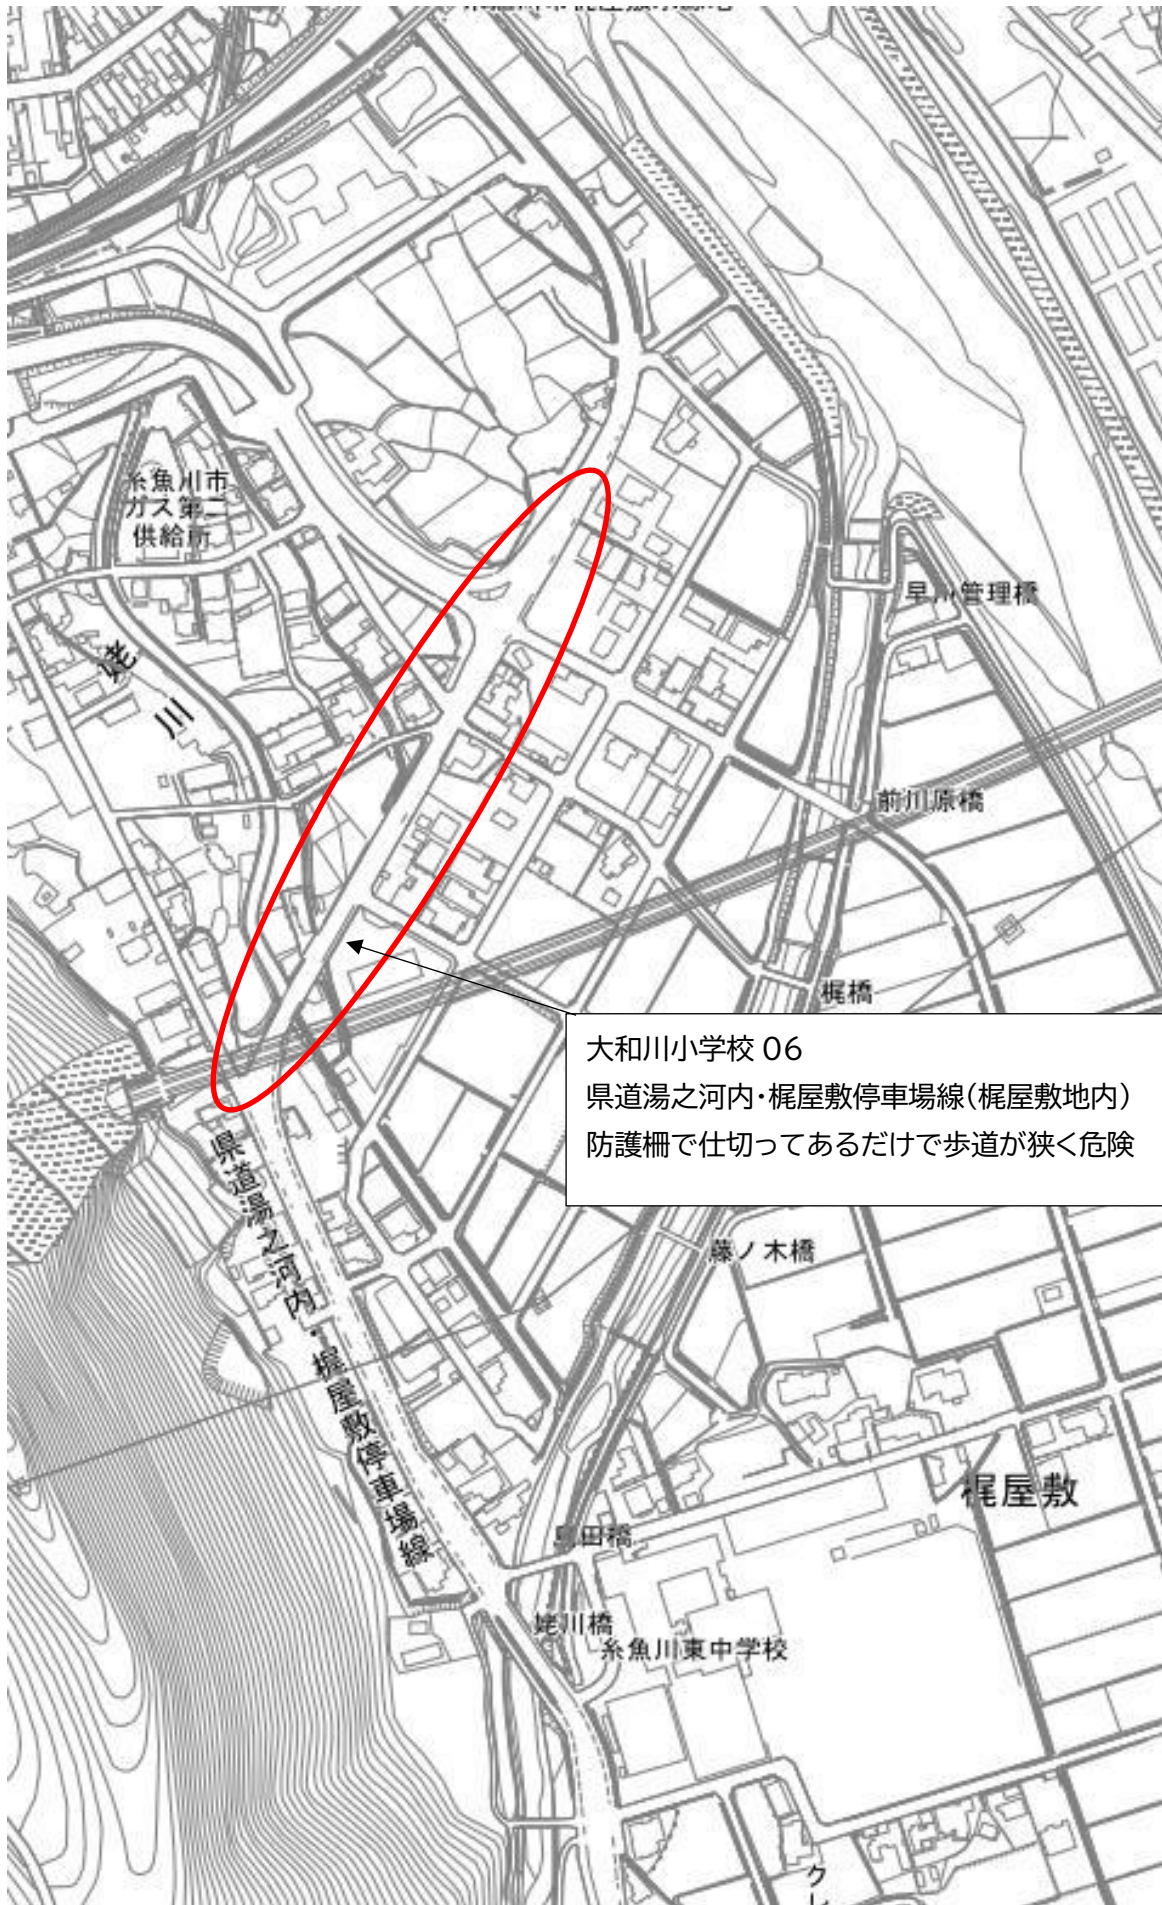 糸魚川市
ガス第二
供給所
姥川
早川管理橋
前川原橋
梶橋
大和川小学校 06
県道湯之河内・梶屋敷停車場線(梶屋敷地内)
防護柵で仕切ってあるだけで歩道が狭く危険
県道湯之河内・梶屋敷停車場線
藤ノ木橋
梶屋敷
田橋
姥川橋
糸魚川東中学校
クレ